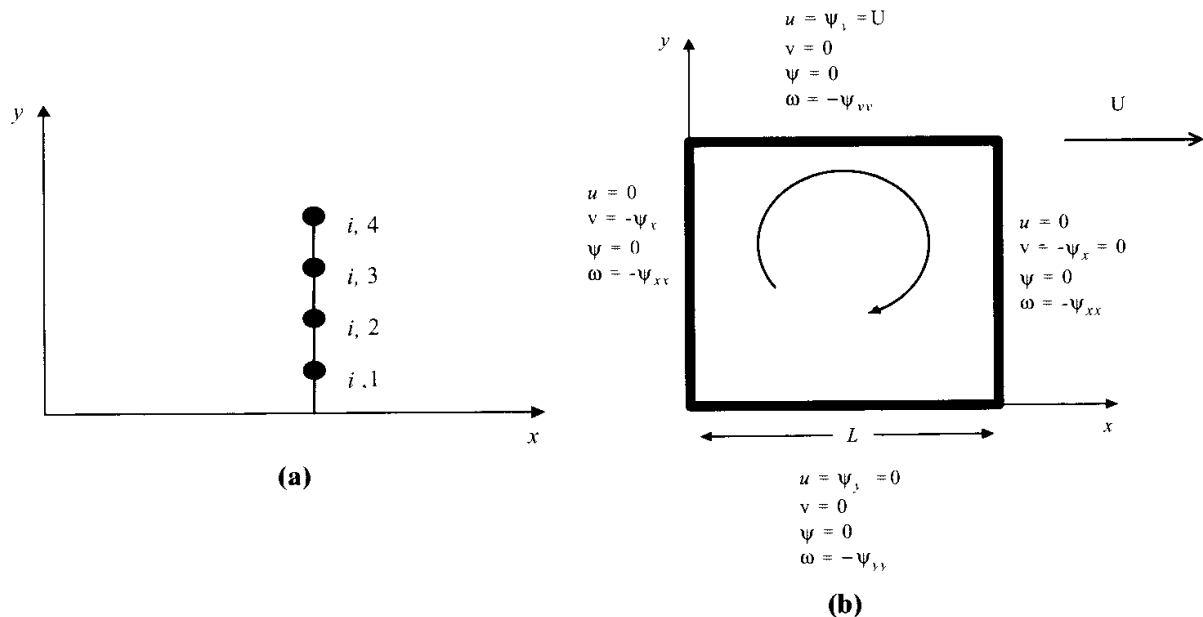 y
i, 4
i, 3
i, 2
i ,1
x
(a)
u = ψ_y = U
v = 0
ψ = 0
ω = -ψ_yy
y
U
u = 0
v = -ψ_x
ψ = 0
ω = -ψ_xx
u = 0
v = -ψ_x = 0
ψ = 0
ω = -ψ_xx
L
x
u = ψ_y = 0
v = 0
ψ = 0
ω = -ψ_yy
(b)